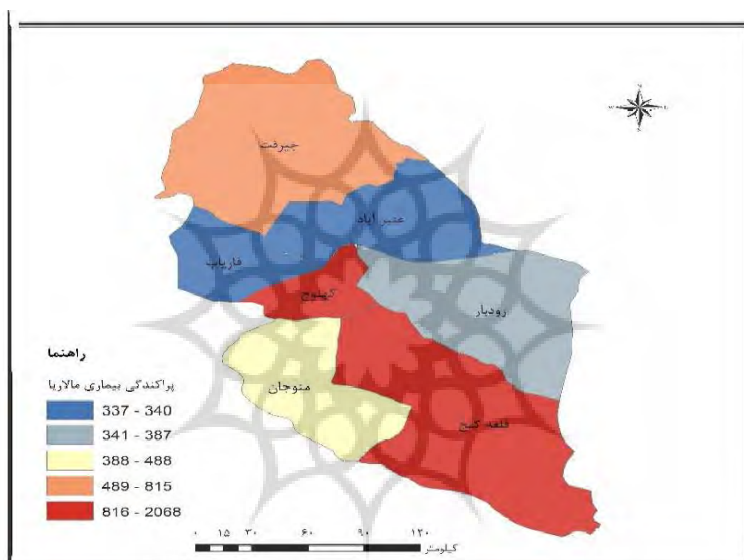 جیرفت
عنبر آباد
فاریاب
کهنوج
رودبار
منوجان
قلعه گنج
راهنما
پراکندگی بیماری مالاریا
337 - 340
341 - 387
388 - 488
489 - 815
816 - 2068
۰ ۱۵ ۳۰ ۶۰ ۹۰ ۱۲۰
کیلومتر